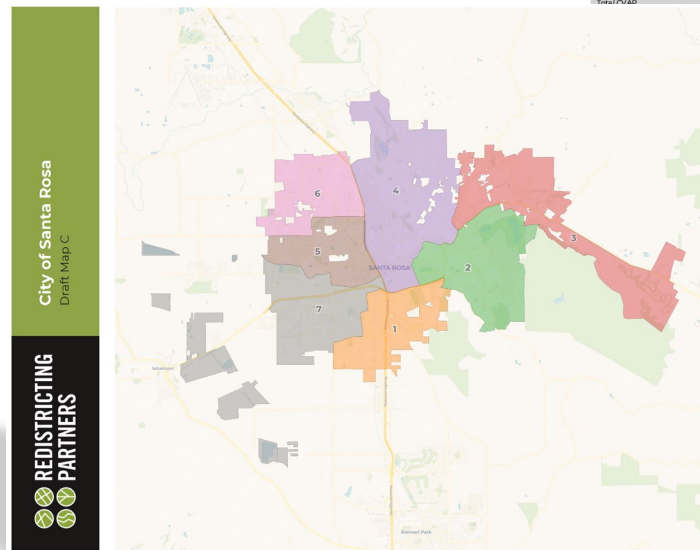 Total CVAP
City of Santa Rosa
Draft Map C
REDISTRICTING
PARTNERS
6
4
3
5
2
SANTA ROSA
7
1
Sebastopol
Rohnert Park